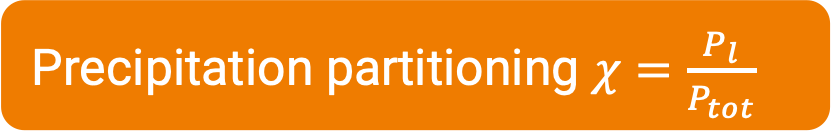 Precipitation partitioning χ = P_l / P_tot